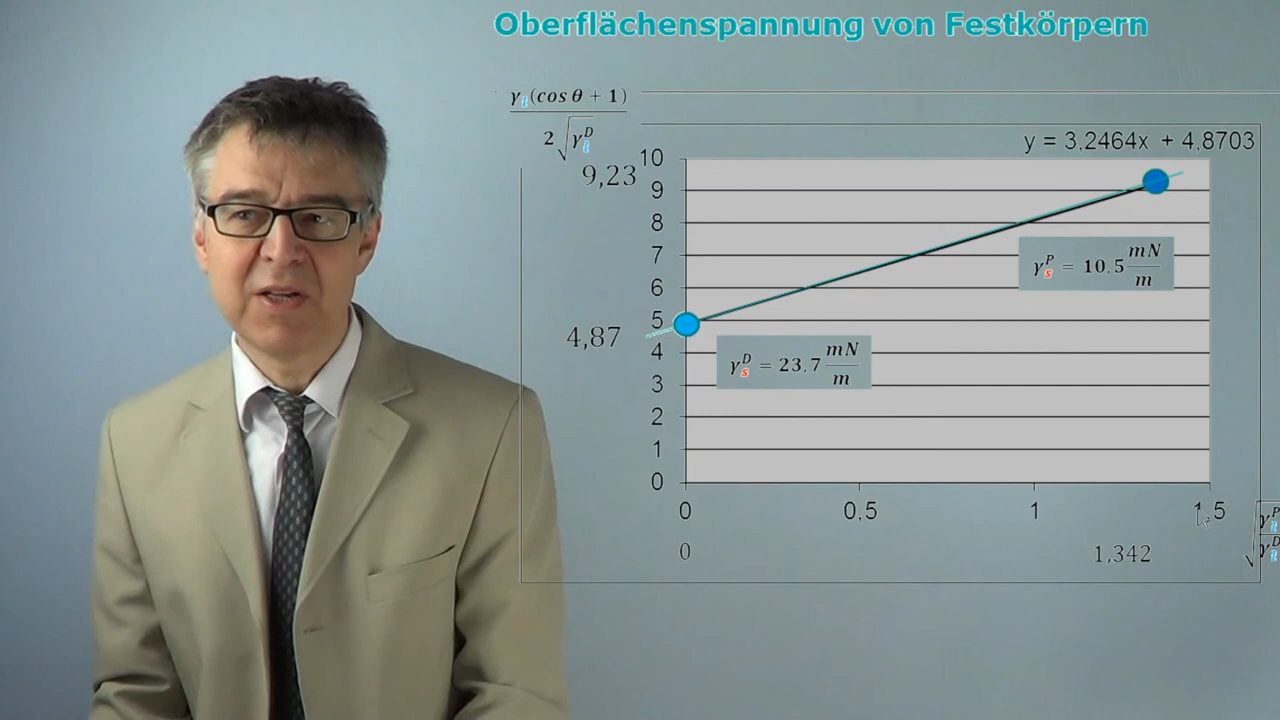 Oberflächenspannung von Festkörpern
γₗ(cos θ + 1)
2√γₗᴰ
y = 3,2464x + 4,8703
9,23
10
9
8
7
6
5
4
3
2
1
0
4,87
γₛᴾ = 10,5 mN/m
γₛᴰ = 23,7 mN/m
0 0,5 1 1,5
0 1,342
√γₗᴾ/γₗᴰ